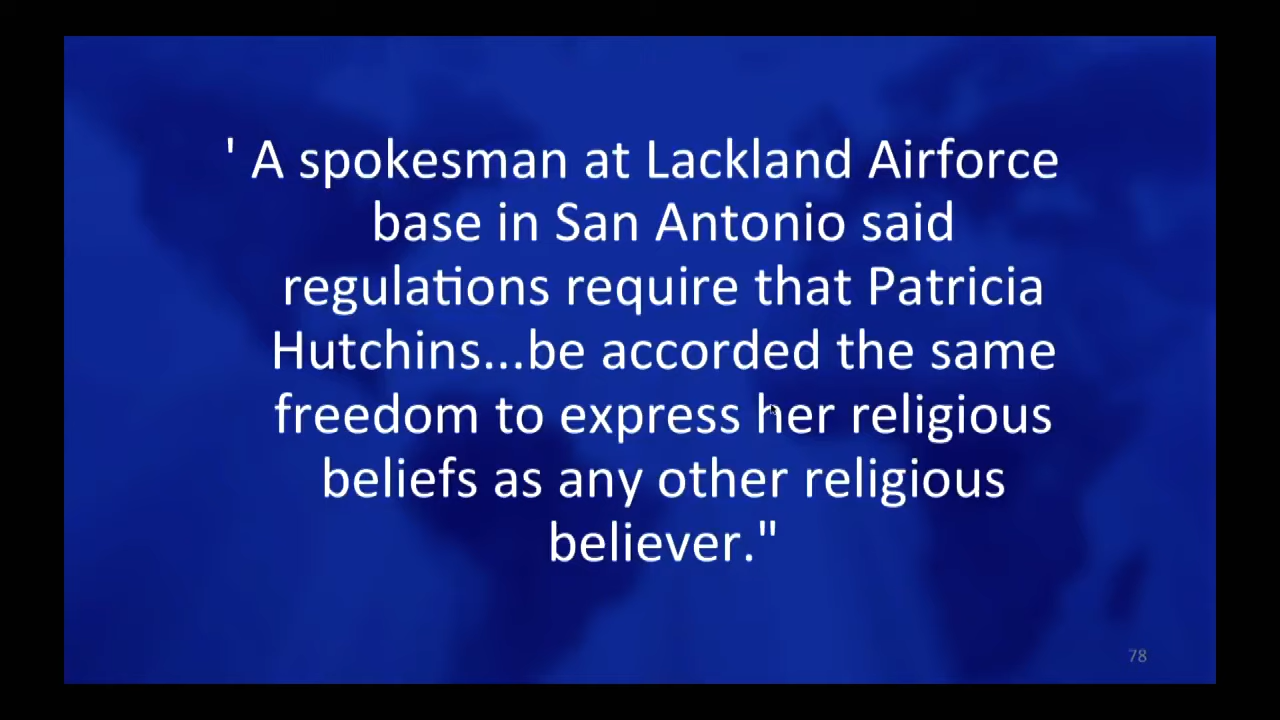 ' A spokesman at Lackland Airforce
base in San Antonio said
regulations require that Patricia
Hutchins...be accorded the same
freedom to express her religious
beliefs as any other religious
believer."
78